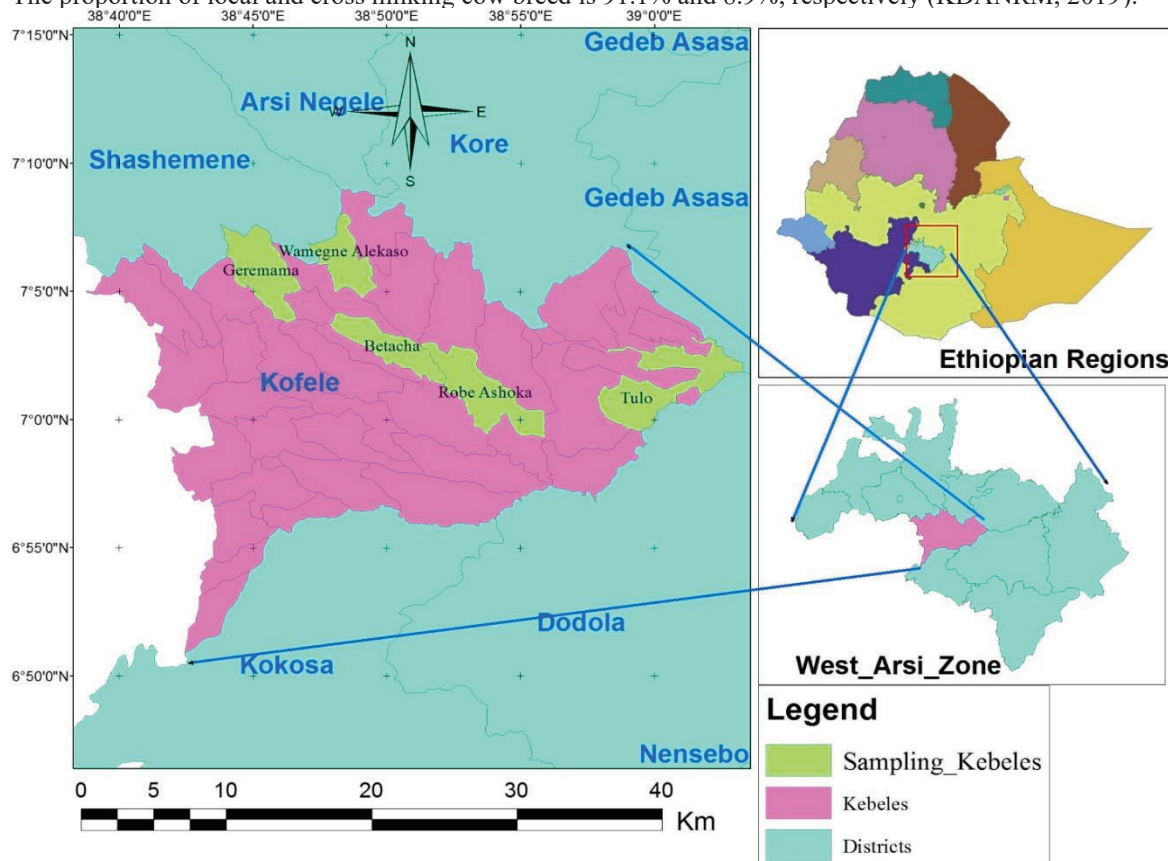 The proportion of local and cross milking cow breed is 91.1% and 8.9%, respectively (KDANRM, 2019).
38°40'0"E 38°45'0"E 38°50'0"E 38°55'0"E 39°0'0"E
7°15'0"N
7°10'0"N
7°5'0"N
7°0'0"N
6°55'0"N
6°50'0"N
Gedeb Asasa
N
Arsi Negele
W
E
Kore
Shashemene
S
Gedeb Asasa
Wamegne Alekaso
Geremama
Betacha
Kofele
Robe Ashoka
Tulo
Dodola
Kokosa
Nensebo
0 5 10 20 30 40
Km
Ethiopian Regions
West_Arsi_Zone
Legend
Sampling_Kebeles
Kebeles
Districts